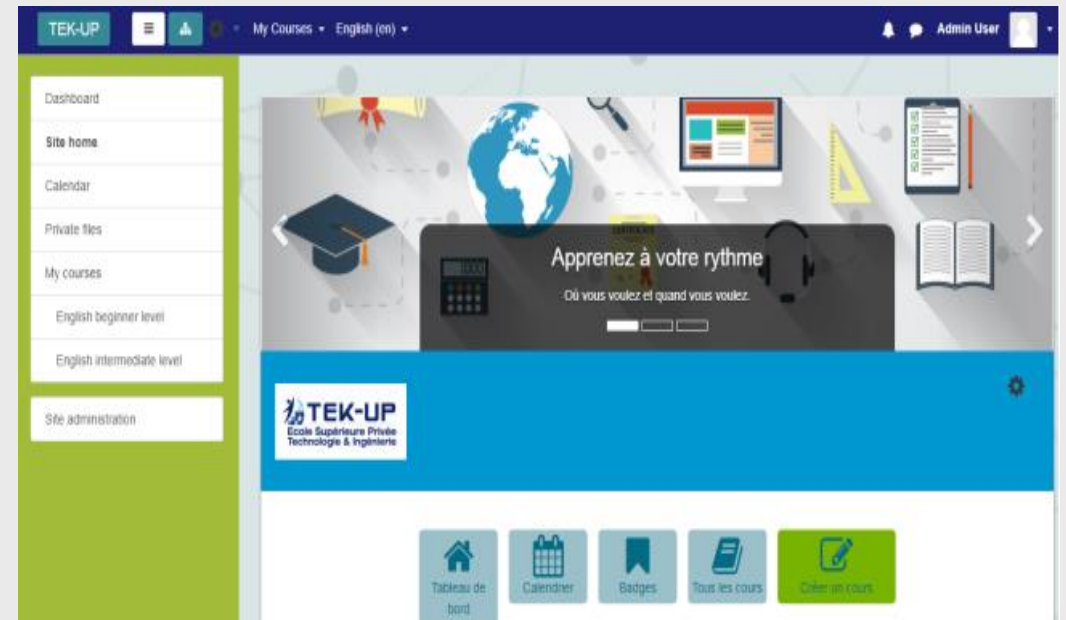 TEK-UP
My Courses
English (en)
Admin User
Dashboard
Site home
Calendar
Private files
My courses
English beginner level
English intermediate level
Site administration
Apprenez à votre rythme
Où vous voulez et quand vous voulez.
TEK-UP
Ecole Supérieure Privée
Technologie & Ingénierie
Tableau de
bord
Calendrier
Badges
Tous les cours
Créer un cours